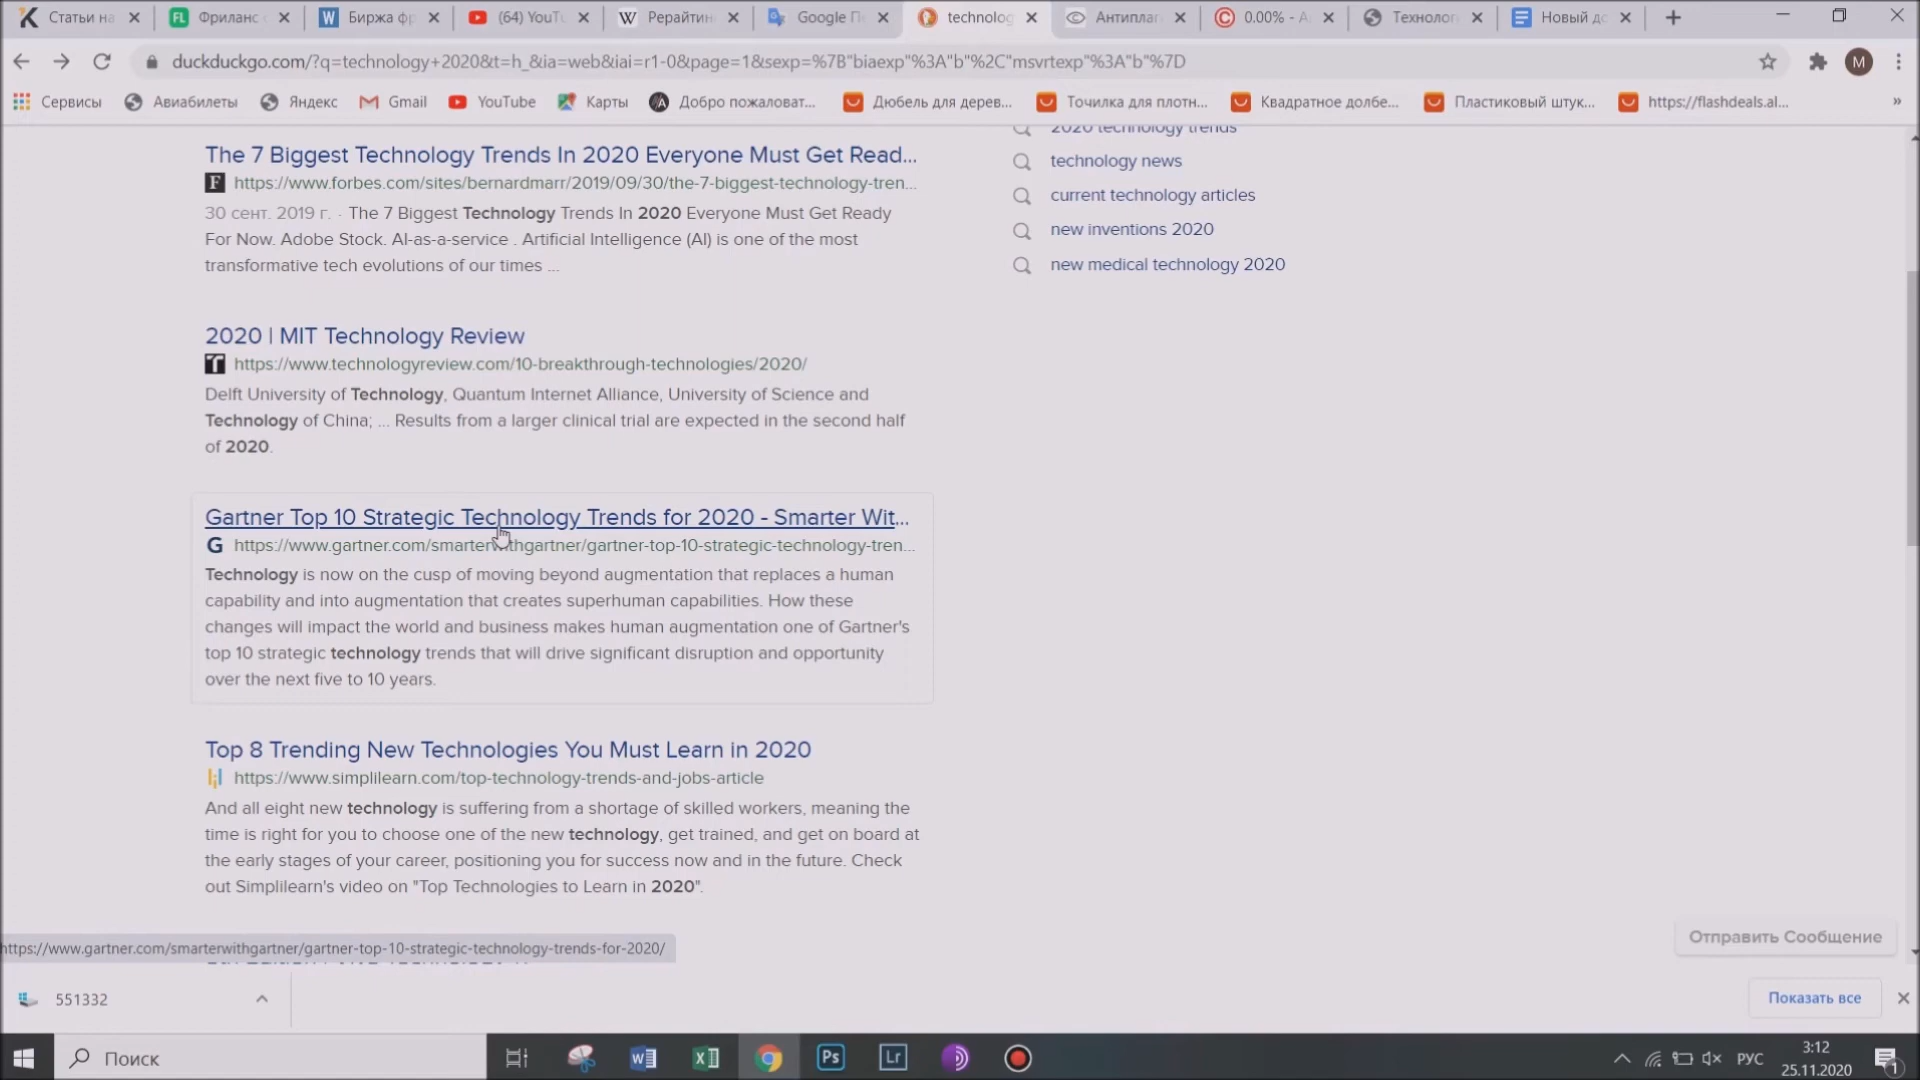 Статьи на
Фриланс
Биржа фр
(64) YouTu
Рерайтин
Google П
technolog
Антиплаг
0.00% - А
Технолог
Новый до
duckduckgo.com/?q=technology+2020&t=h_&ia=web&iai=r1-0&page=1&sexp=%7B"biaexp"%3A"b"%2C"msvrtexp"%3A"b"%7D
M
Сервисы
Авиабилеты
Яндекс
Gmail
YouTube
Карты
Добро пожаловат...
Дюбель для дерев...
Точилка для плотн...
Квадратное долбе...
Пластиковый штук...
https://flashdeals.al...
»
The 7 Biggest Technology Trends In 2020 Everyone Must Get Read...
https://www.forbes.com/sites/bernardmarr/2019/09/30/the-7-biggest-technology-tren...
30 сент. 2019 г. · The 7 Biggest Technology Trends In 2020 Everyone Must Get Ready
For Now. Adobe Stock. AI-as-a-service . Artificial Intelligence (AI) is one of the most
transformative tech evolutions of our times ...
2020 | MIT Technology Review
https://www.technologyreview.com/10-breakthrough-technologies/2020/
Delft University of Technology, Quantum Internet Alliance, University of Science and
Technology of China; ... Results from a larger clinical trial are expected in the second half
of 2020.
Gartner Top 10 Strategic Technology Trends for 2020 - Smarter Wit...
https://www.gartner.com/smarterwithgartner/gartner-top-10-strategic-technology-tren...
Technology is now on the cusp of moving beyond augmentation that replaces a human
capability and into augmentation that creates superhuman capabilities. How these
changes will impact the world and business makes human augmentation one of Gartner's
top 10 strategic technology trends that will drive significant disruption and opportunity
over the next five to 10 years.
Top 8 Trending New Technologies You Must Learn in 2020
https://www.simplilearn.com/top-technology-trends-and-jobs-article
And all eight new technology is suffering from a shortage of skilled workers, meaning the
time is right for you to choose one of the new technology, get trained, and get on board at
the early stages of your career, positioning you for success now and in the future. Check
out Simplilearn's video on "Top Technologies to Learn in 2020".
2020 technology trends
technology news
current technology articles
new inventions 2020
new medical technology 2020
Отправить Сообщение
https://www.gartner.com/smarterwithgartner/gartner-top-10-strategic-technology-trends-for-2020/
551332
Показать все
Поиск
Ps
Lr
РУС
3:12
25.11.2020
1